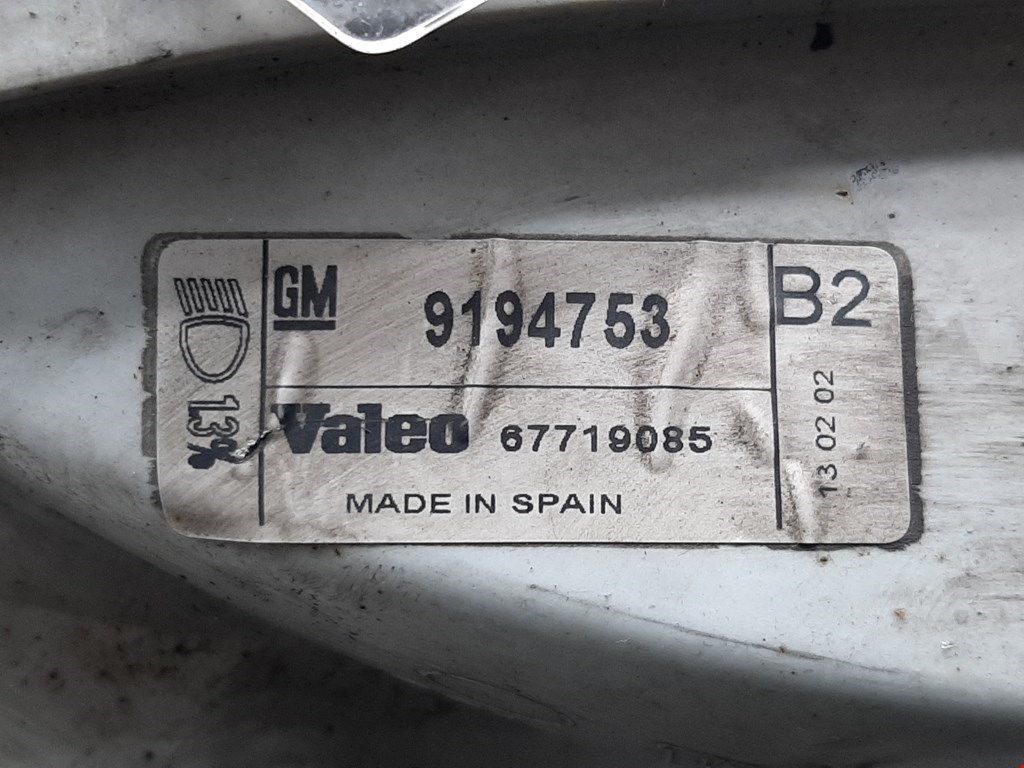 GM 9194753
B2
Valeo 67719085
MADE IN SPAIN
13 02 02